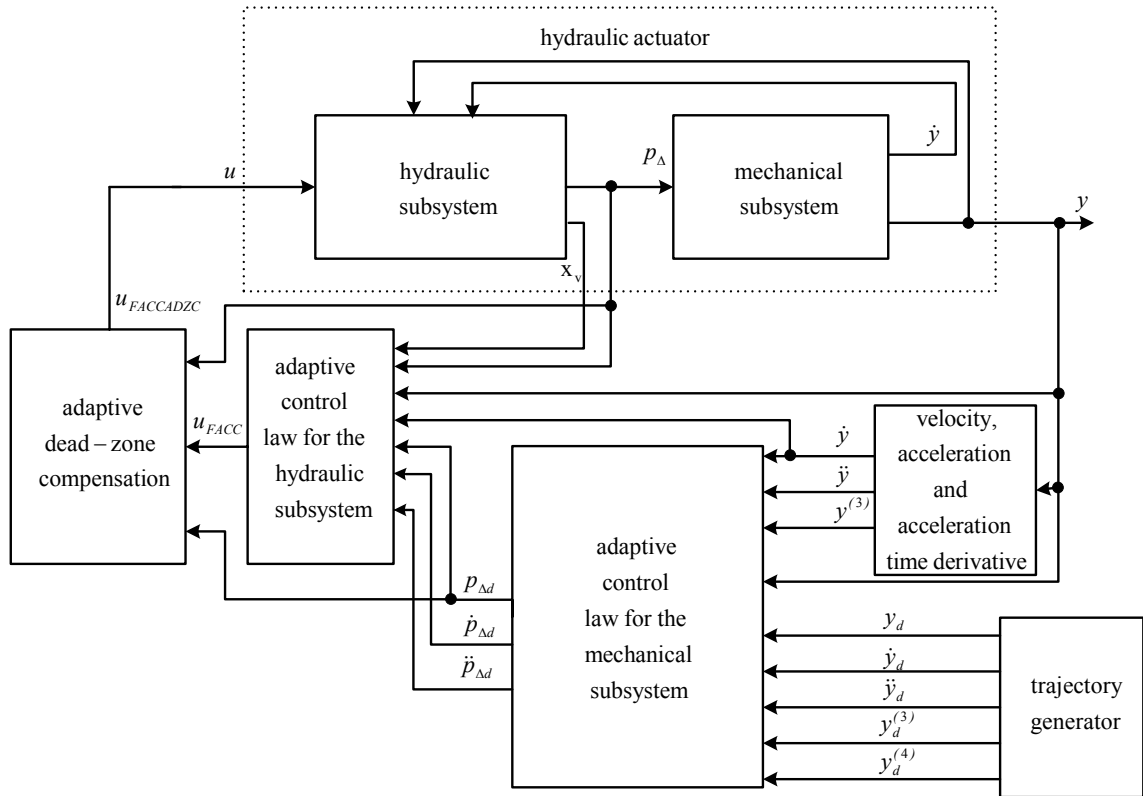 hydraulic actuator
ẏ
u
hydraulic
subsystem
p_Δ
mechanical
subsystem
y
x_v
u_FACCADZC
adaptive
dead – zone
compensation
u_FACC
adaptive
control
law for the
hydraulic
subsystem
ẏ
ÿ
y^(3)
velocity,
acceleration
and
acceleration
time derivative
p_Δd
ṗ_Δd
p̈_Δd
adaptive
control
law for the
mechanical
subsystem
y_d
ẏ_d
ÿ_d
y_d^(3)
y_d^(4)
trajectory
generator